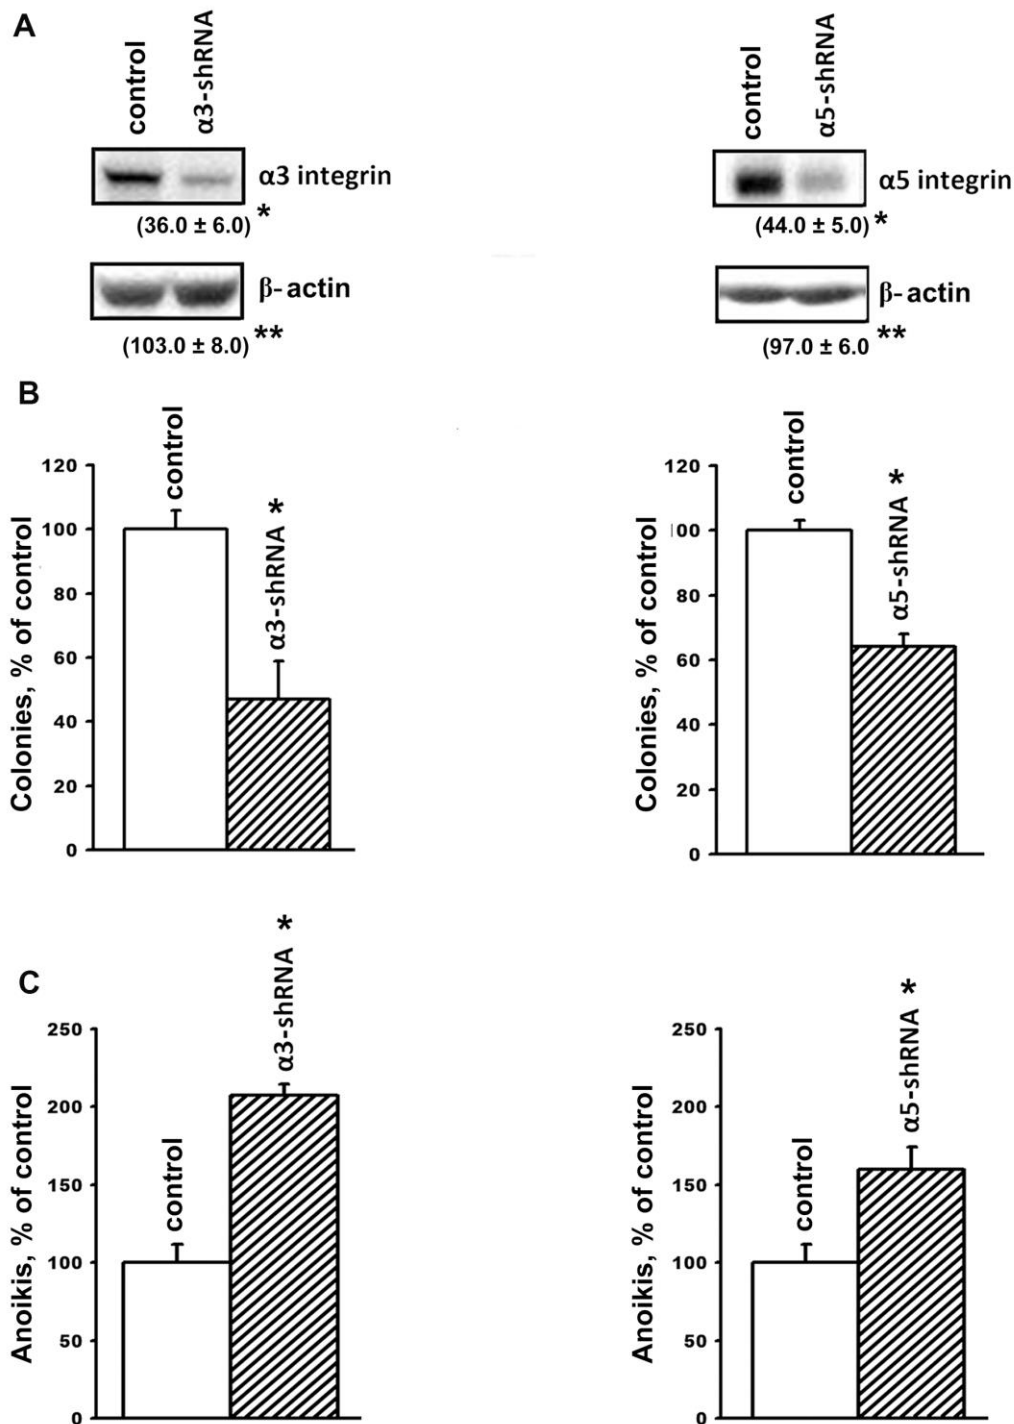 A
control
α3-shRNA
control
α5-shRNA
α3 integrin
α5 integrin
(36.0 ± 6.0) *
(44.0 ± 5.0) *
β-actin
β-actin
(103.0 ± 8.0) **
(97.0 ± 6.0 **
B
Colonies, % of control
120
100
80
60
40
20
0
control
α3-shRNA *
Colonies, % of control
120
100
80
60
40
20
0
control
α5-shRNA *
C
Anoikis, % of control
250
200
150
100
50
0
control
α3-shRNA *
Anoikis, % of control
250
200
150
100
50
0
control
α5-shRNA *